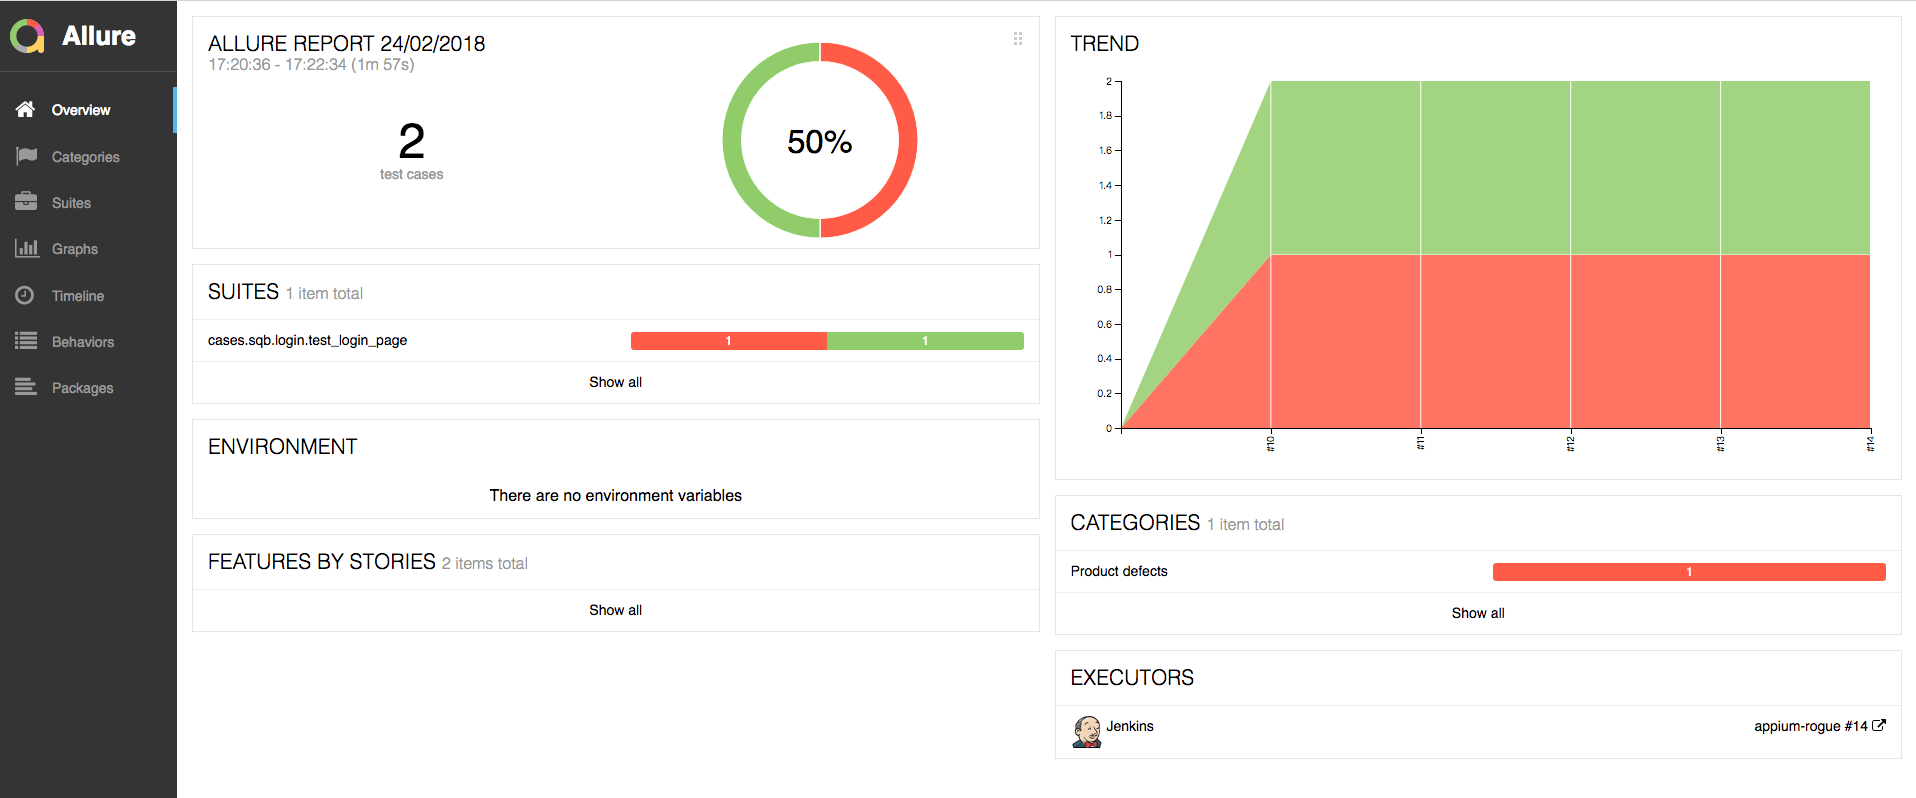 Allure
Overview
Categories
Suites
Graphs
Timeline
Behaviors
Packages
ALLURE REPORT 24/02/2018
17:20:36 - 17:22:34 (1m 57s)
2
test cases
50%
SUITES 1 item total
cases.sqb.login.test_login_page 1 1
Show all
ENVIRONMENT
There are no environment variables
FEATURES BY STORIES 2 items total
Show all
TREND
2
1.8
1.6
1.4
1.2
1
0.8
0.6
0.4
0.2
0
#10 #11 #12 #13 #14
CATEGORIES 1 item total
Product defects 1
Show all
EXECUTORS
Jenkins appium-rogue #14